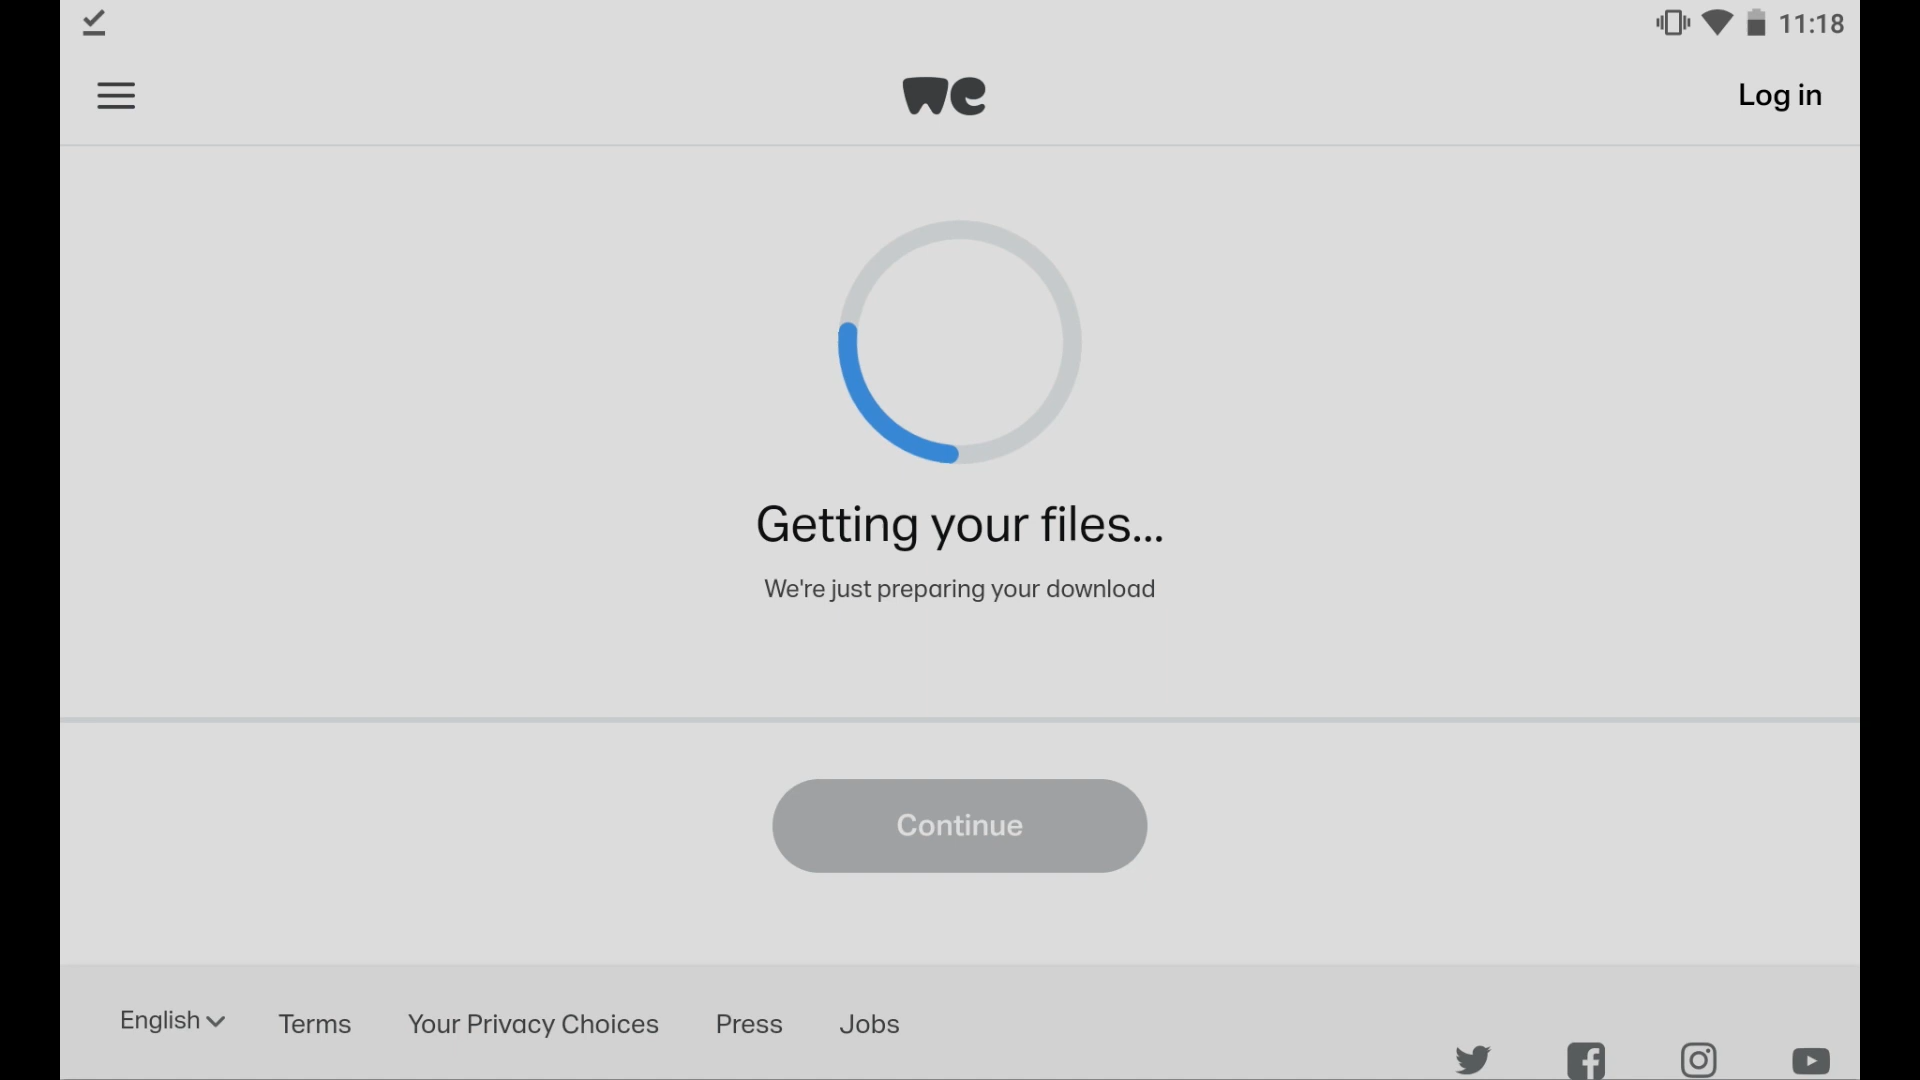 11:18
we
Log in
Getting your files...
We're just preparing your download
Continue
English
Terms
Your Privacy Choices
Press
Jobs